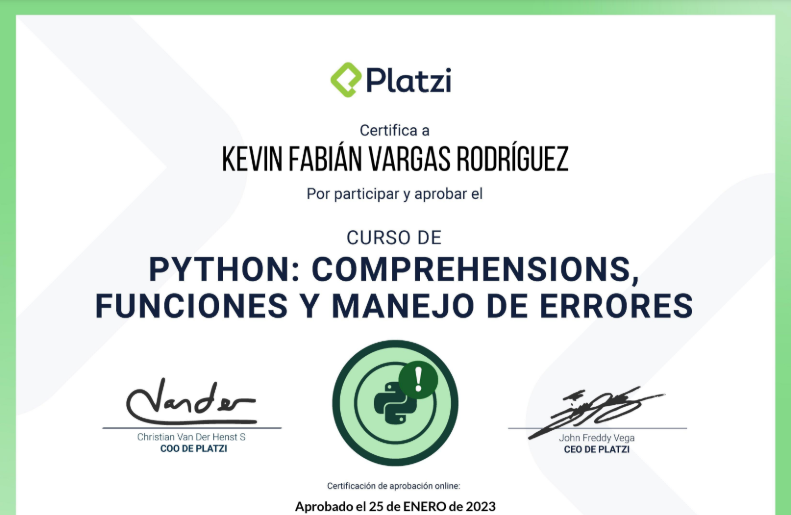 Platzi
Certifica a
KEVIN FABIÁN VARGAS RODRÍGUEZ
Por participar y aprobar el
CURSO DE
PYTHON: COMPREHENSIONS,
FUNCIONES Y MANEJO DE ERRORES
!
Vander
Christian Van Der Henst S
COO DE PLATZI
John Freddy Vega
CEO DE PLATZI
Certificación de aprobación online:
Aprobado el 25 de ENERO de 2023